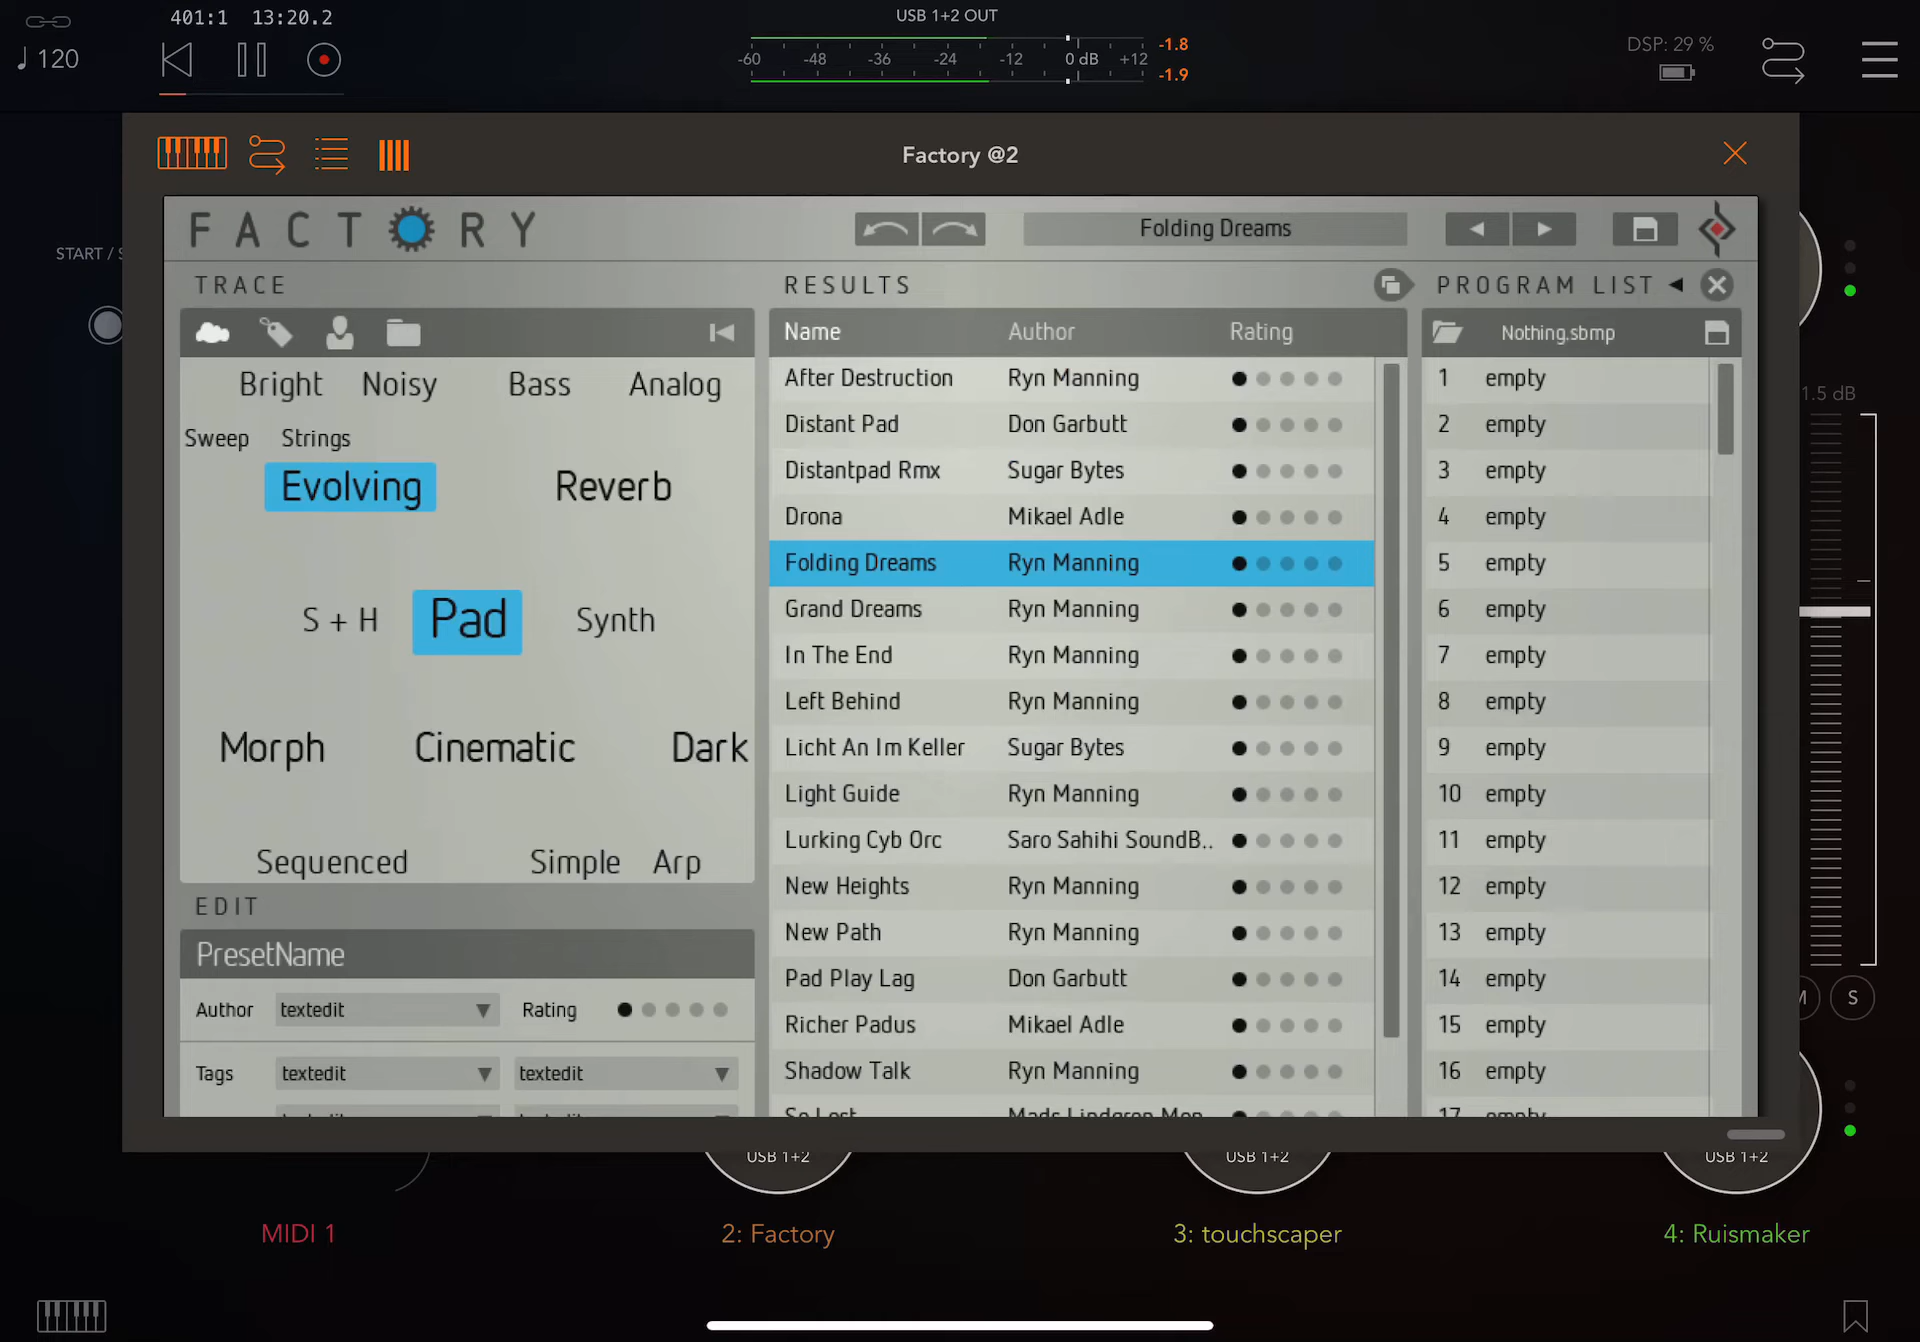 401:1 13:20.2
USB 1+2 OUT
120
-60 -48 -36 -24 -12 0 dB +12
-1.8
-1.9
DSP: 29 %
Factory @2
START / S
FACTORY
Folding Dreams
TRACE
RESULTS
PROGRAM LIST
Name Author Rating
Nothing.sbmp
Bright Noisy Bass Analog
Sweep Strings
Evolving Reverb
S + H Pad Synth
Morph Cinematic Dark
Sequenced Simple Arp
After Destruction Ryn Manning
Distant Pad Don Garbutt
Distantpad Rmx Sugar Bytes
Drona Mikael Adle
Folding Dreams Ryn Manning
Grand Dreams Ryn Manning
In The End Ryn Manning
Left Behind Ryn Manning
Licht An Im Keller Sugar Bytes
Light Guide Ryn Manning
Lurking Cyb Orc Saro Sahihi SoundB..
New Heights Ryn Manning
New Path Ryn Manning
Pad Play Lag Don Garbutt
Richer Padus Mikael Adle
Shadow Talk Ryn Manning
So Lost Mads Lindgren Mon
1 empty
2 empty
3 empty
4 empty
5 empty
6 empty
7 empty
8 empty
9 empty
10 empty
11 empty
12 empty
13 empty
14 empty
15 empty
16 empty
17 empty
EDIT
PresetName
Author textedit Rating
Tags textedit textedit
textedit textedit
1.5 dB
M S
USB 1+2
USB 1+2
USB 1+2
MIDI 1
2: Factory
3: touchscaper
4: Ruismaker